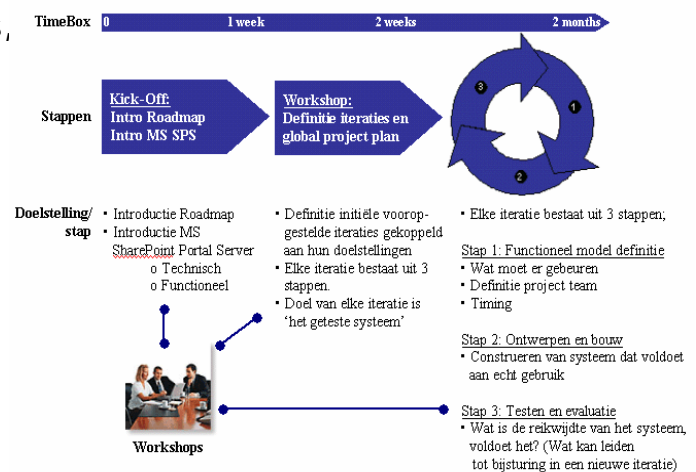 TimeBox
0 1 week 2 weeks 2 months
Stappen
Kick-Off:
Intro Roadmap
Intro MS SPS
Workshop:
Definitie iteraties en
global project plan
3
1
2
Doelstelling/
stap
• Introductie Roadmap
• Introductie MS
SharePoint Portal Server
o Technisch
o Functioneel
• Definitie initiële voorop-
gestelde iteraties gekoppeld
aan hun doelstellingen
• Elke iteratie bestaat uit 3
stappen.
• Doel van elke iteratie is
‘het geteste systeem’
• Elke iteratie bestaat uit 3 stappen;
Stap 1: Functioneel model definitie
• Wat moet er gebeuren
• Definitie project team
• Timing
Stap 2: Ontwerpen en bouw
• Construeren van systeem dat voldoet
aan echt gebruik
Stap 3: Testen en evaluatie
• Wat is de reikwijdte van het systeem,
voldoet het? (Wat kan leiden
tot bijsturing in een nieuwe iteratie)
Workshops